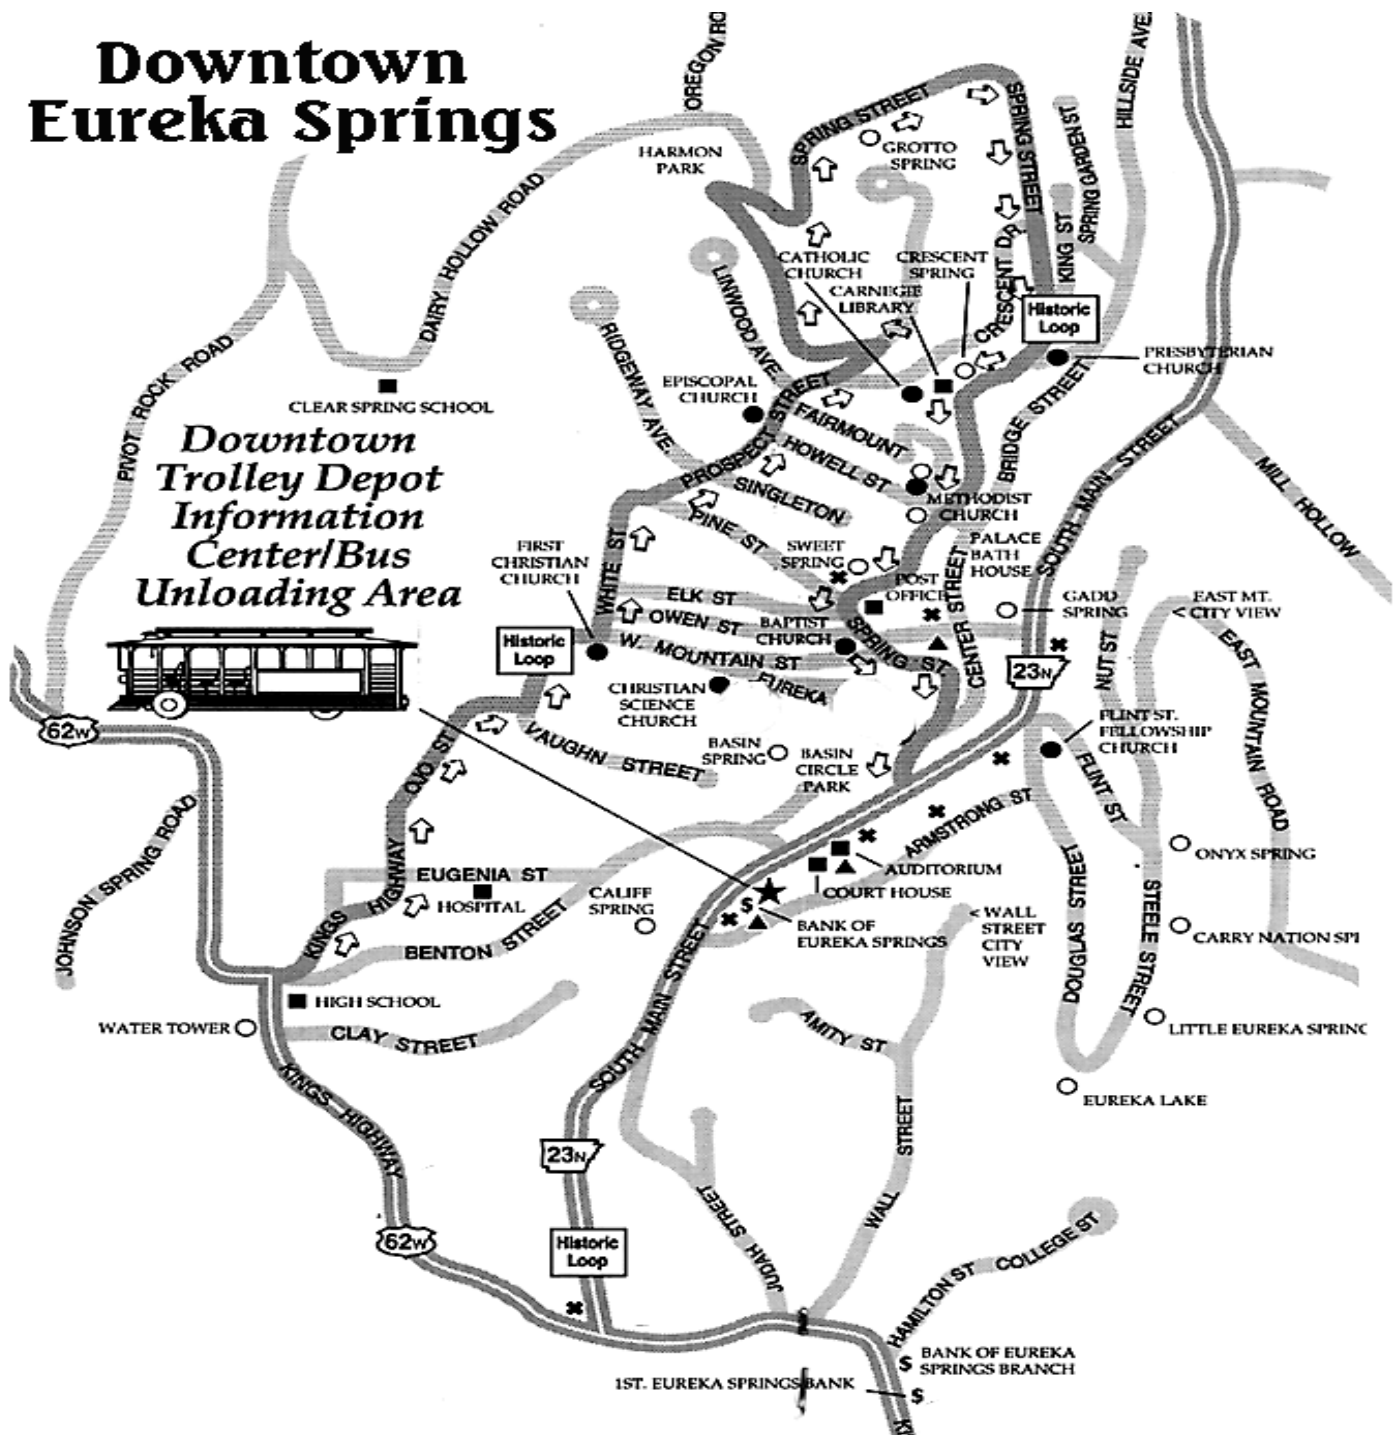 Downtown
Eureka Springs
OREGON RO
HARMON
PARK
SPRING STREET
SPRING STREET
GROTTO
SPRING
SPRING GARDEN ST
HILLSIDE AVE.
KING ST
DAIRY HOLLOW ROAD
PIVOT ROCK ROAD
CLEAR SPRING SCHOOL
LINWOOD AVE.
RIDGEWAY AVE.
CATHOLIC
CHURCH
CRESCENT
SPRING
CARNEGIE
LIBRARY
CRESCENT DR.
Historic
Loop
PRESBYTERIAN
CHURCH
EPISCOPAL
CHURCH
PROSPECT STREET
FAIRMOUNT
HOWELL ST
SINGLETON
PINE ST
BRIDGE STREET
SOUTH MAIN STREET
MILL HOLLOW
METHODIST
CHURCH
PALACE
BATH
HOUSE
SWEET
SPRING
POST
OFFICE
CENTER STREET
GADD
SPRING
EAST MT.
< CITY VIEW
EAST MOUNTAIN ROAD
NUT ST
Downtown
Trolley Depot
Information
Center/Bus
Unloading Area
FIRST
CHRISTIAN
CHURCH
WHITE ST
ELK ST
OWEN ST
BAPTIST
CHURCH
SPRING ST
W. MOUNTAIN ST
EUREKA
Historic
Loop
CHRISTIAN
SCIENCE
CHURCH
23N
FLINT ST.
FELLOWSHIP
CHURCH
FLINT ST
62W
OJO ST
VAUGHN STREET
BASIN
SPRING
BASIN
CIRCLE
PARK
JOHNSON SPRING ROAD
KINGS HIGHWAY
EUGENIA ST
HOSPITAL
BENTON STREET
CALIFF
SPRING
ARMSTRONG ST
AUDITORIUM
COURT HOUSE
$
BANK OF
EUREKA SPRINGS
< WALL
STREET
CITY
VIEW
DOUGLAS STREET
STEELE STREET
ONYX SPRING
CARRY NATION SPI
LITTLE EUREKA SPRINC
EUREKA LAKE
HIGH SCHOOL
WATER TOWER
CLAY STREET
SOUTH MAIN STREET
AMITY ST
KINGS HIGHWAY
23N
WALL STREET
JUDAH STREET
62W
Historic
Loop
HAMILTON ST
COLLEGE ST
$ BANK OF EUREKA
SPRINGS BRANCH
1ST. EUREKA SPRINGS BANK
$